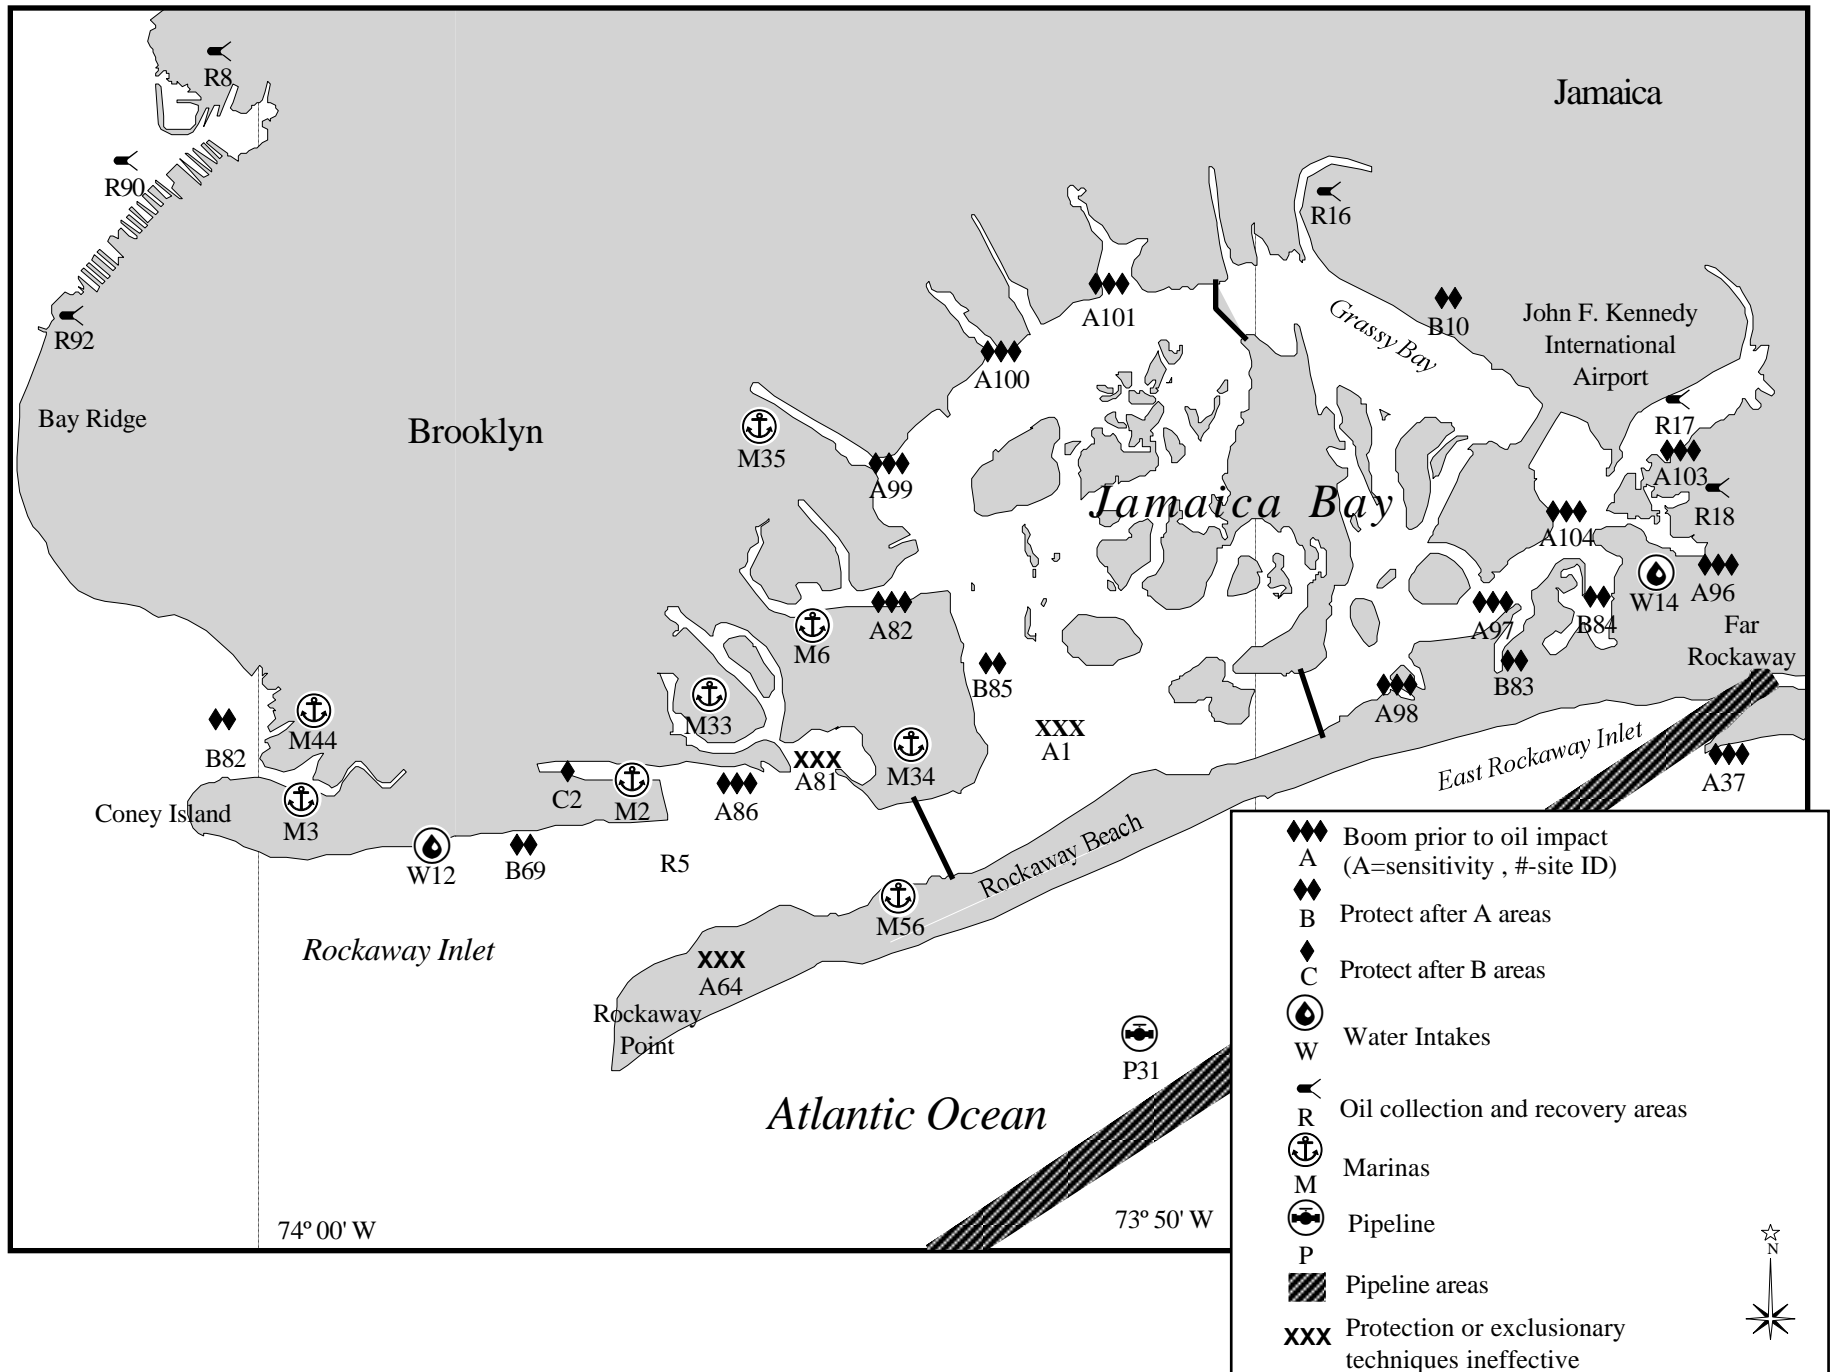 R8
Jamaica
R90
R16
R92
A101
Grassy Bay
B10
John F. Kennedy
International
Airport
A100
Bay Ridge
Brooklyn
M35
R17
A99
Jamaica Bay
A103
R18
A104
A82
M6
A97
B84
W14
A96
Far
Rockaway
B85
B83
M33
M44
XXX
A1
A98
B82
XXX
A81
M34
East Rockaway Inlet
A37
C2
M2
A86
Coney Island
M3
W12
B69
R5
Rockaway Beach
M56
Rockaway Inlet
XXX
A64
Rockaway
Point
P31
Atlantic Ocean
74º 00' W
73º 50' W
A
Boom prior to oil impact
(A=sensitivity , #-site ID)
B
Protect after A areas
C
Protect after B areas
W
Water Intakes
R
Oil collection and recovery areas
M
Marinas
P
Pipeline
Pipeline areas
XXX
Protection or exclusionary
techniques ineffective
N